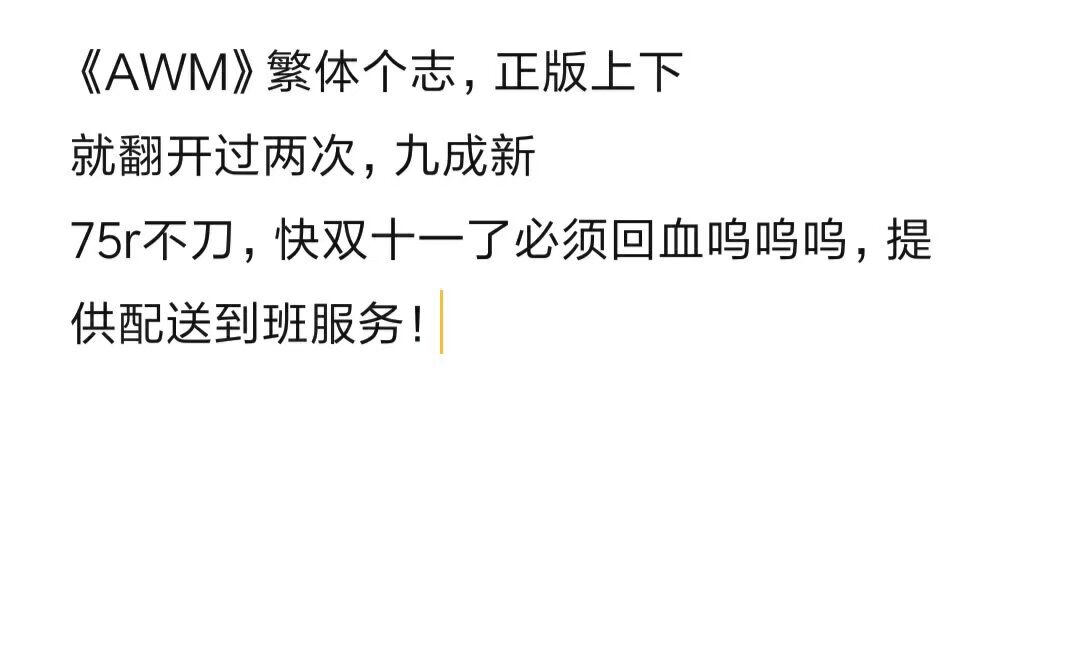 《AWM》繁体个志，正版上下
就翻开过两次，九成新
75r不刀，快双十一了必须回血呜呜呜，提
供配送到班服务！